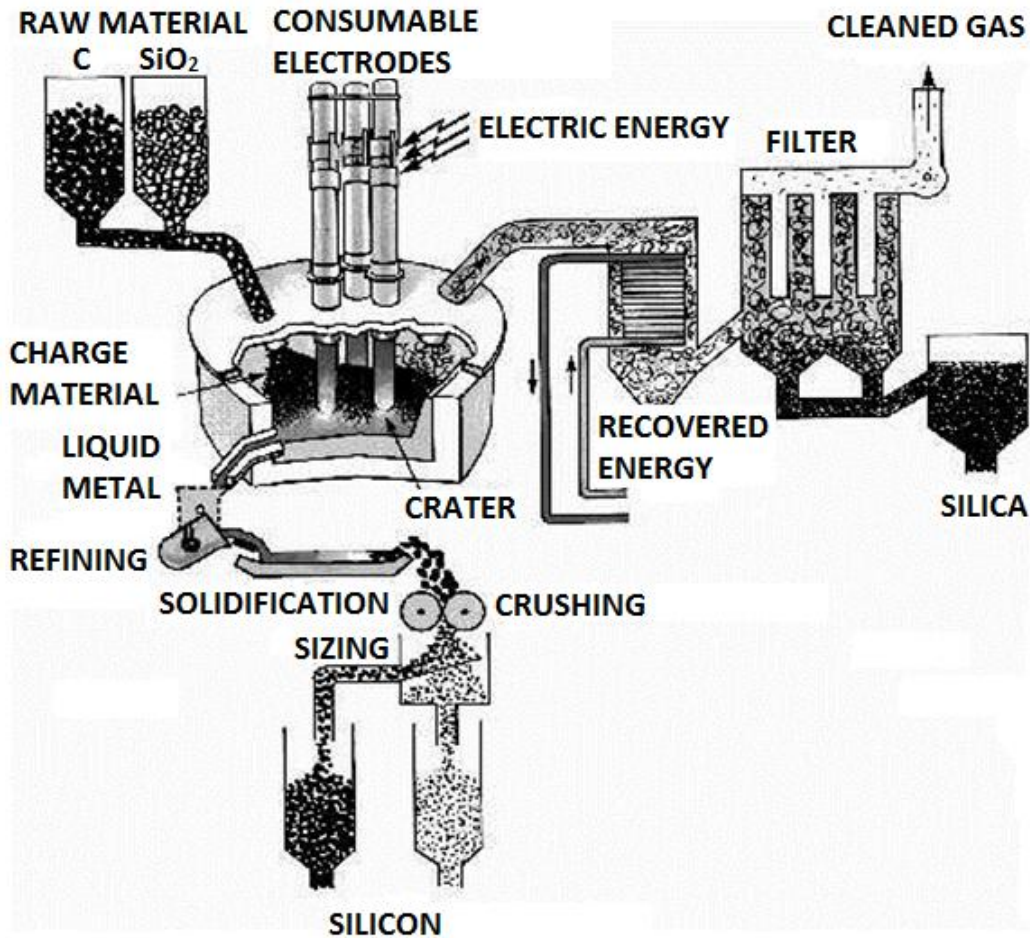 RAW MATERIAL
C SiO₂
CONSUMABLE
ELECTRODES
CLEANED GAS
ELECTRIC ENERGY
FILTER
CHARGE
MATERIAL
LIQUID
METAL
CRATER
RECOVERED
ENERGY
SILICA
REFINING
SOLIDIFICATION
CRUSHING
SIZING
SILICON